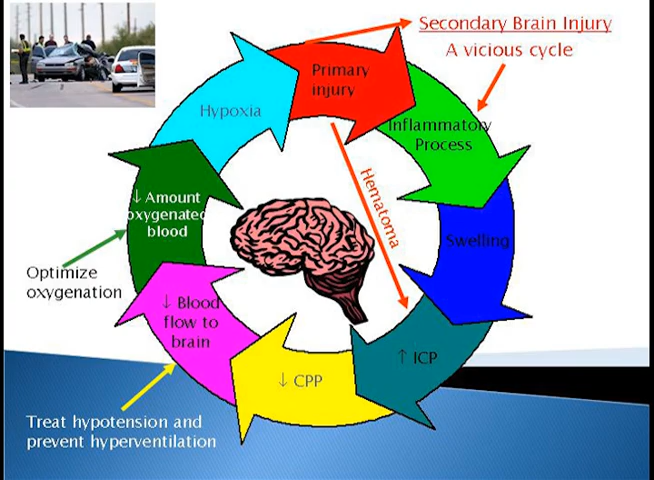 Secondary Brain Injury
A vicious cycle
Primary
injury
Inflammatory
Process
Swelling
Hematoma
↑ ICP
↓ CPP
↓ Blood
flow to
brain
↓ Amount
oxygenated
blood
Hypoxia
Optimize
oxygenation
Treat hypotension and
prevent hyperventilation